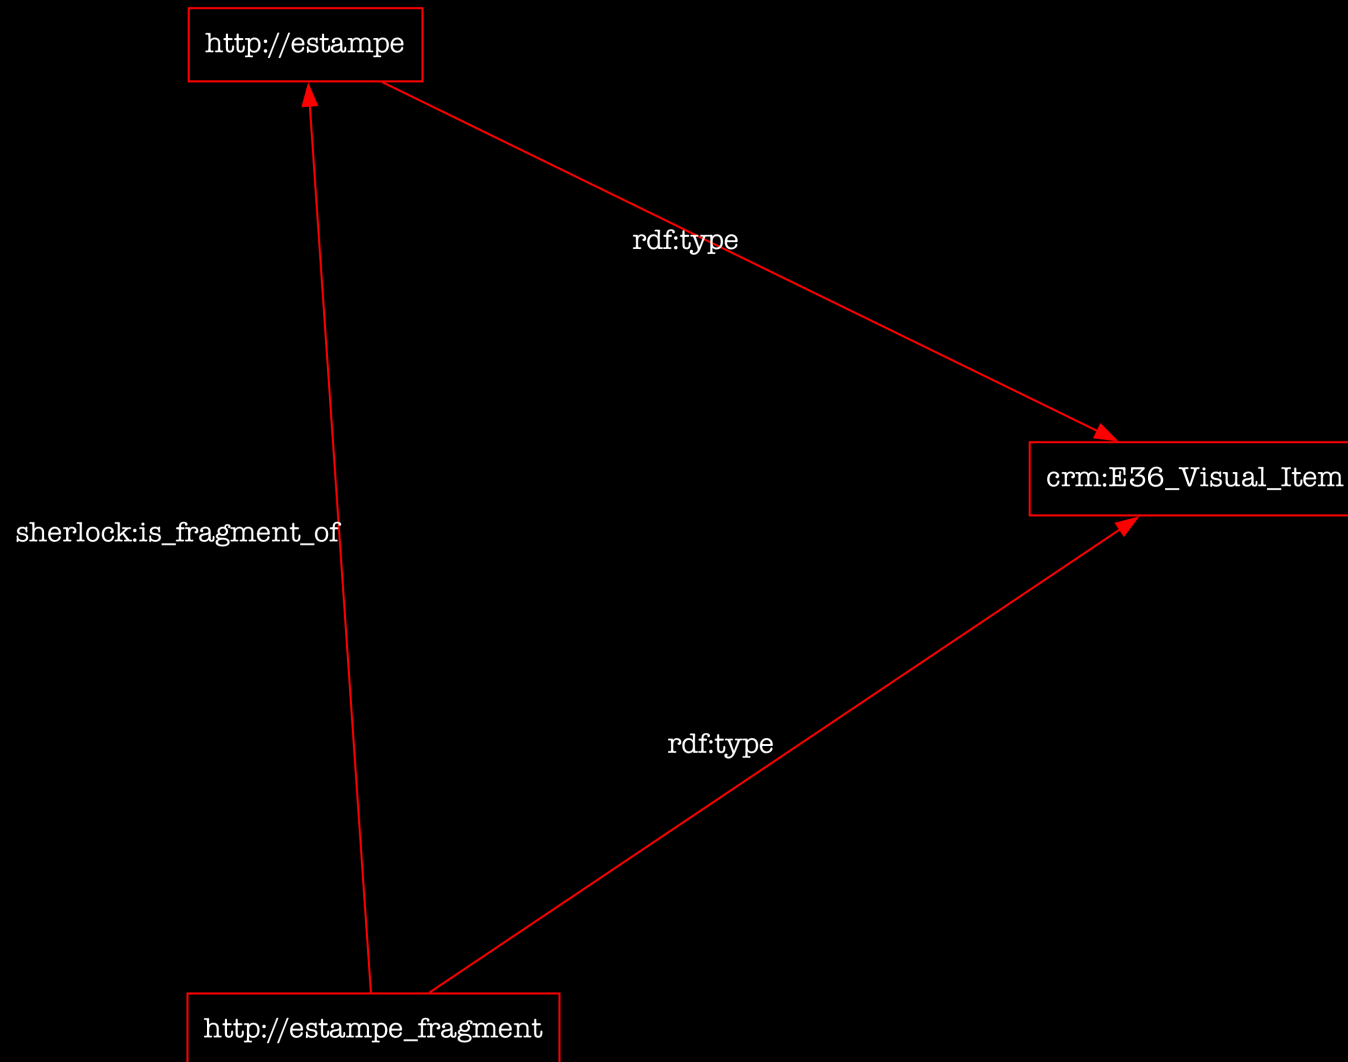 http://estampe
rdf:type
crm:E36_Visual_Item
sherlock:is_fragment_of
rdf:type
http://estampe_fragment